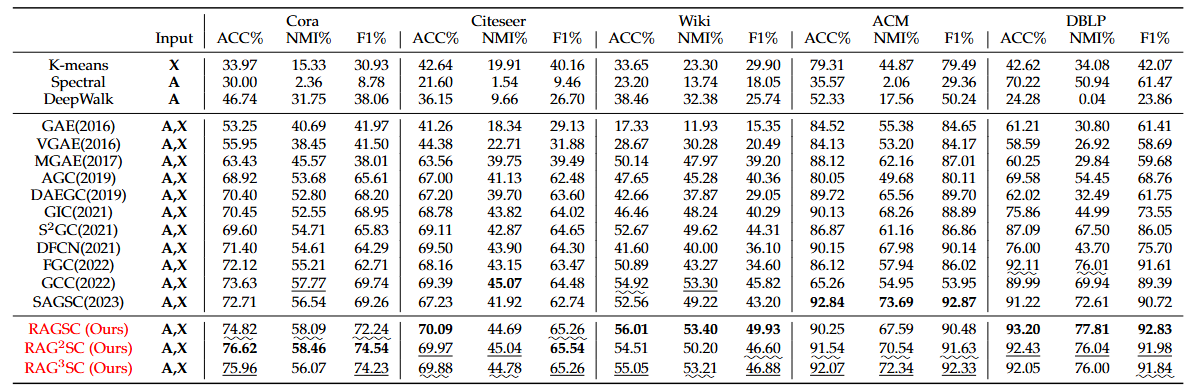 Cora Citeseer Wiki ACM DBLP
Input ACC% NMI% F1% ACC% NMI% F1% ACC% NMI% F1% ACC% NMI% F1% ACC% NMI% F1%
K-means X 33.97 15.33 30.93 42.64 19.91 40.16 33.65 23.30 29.90 79.31 44.87 79.49 42.62 34.08 42.07
Spectral A 30.00 2.36 8.78 21.60 1.54 9.46 23.20 13.74 18.05 35.57 2.06 29.36 70.22 50.94 61.47
DeepWalk A 46.74 31.75 38.06 36.15 9.66 26.70 38.46 32.38 25.74 52.33 17.56 50.24 24.28 0.04 23.86
GAE(2016) A,X 53.25 40.69 41.97 41.26 18.34 29.13 17.33 11.93 15.35 84.52 55.38 84.65 61.21 30.80 61.41
VGAE(2016) A,X 55.95 38.45 41.50 44.38 22.71 31.88 28.67 30.28 20.49 84.13 53.20 84.17 58.59 26.92 58.69
MGAE(2017) A,X 63.43 45.57 38.01 63.56 39.75 39.49 50.14 47.97 39.20 88.12 62.16 87.01 60.25 29.84 59.68
AGC(2019) A,X 68.92 53.68 65.61 67.00 41.13 62.48 47.65 45.28 40.36 80.05 49.68 80.11 69.58 54.45 68.76
DAEGC(2019) A,X 70.40 52.80 68.20 67.20 39.70 63.60 42.66 37.87 29.05 89.72 65.56 89.70 62.02 32.49 61.75
GIC(2021) A,X 70.45 52.55 68.95 68.78 43.82 64.02 46.46 48.24 40.29 90.13 68.26 88.89 75.86 44.99 73.55
S²GC(2021) A,X 69.60 54.71 65.83 69.11 42.87 64.65 52.67 49.62 44.31 86.87 61.16 86.86 87.09 67.50 86.05
DFCN(2021) A,X 71.40 54.61 64.29 69.50 43.90 64.30 41.60 40.00 36.10 90.15 67.98 90.14 76.00 43.70 75.70
FGC(2022) A,X 72.12 55.21 62.71 68.16 43.15 63.47 50.89 43.27 34.60 86.12 57.94 86.02 92.11 76.01 91.61
GCC(2022) A,X 73.63 57.77 69.74 69.39 45.07 64.48 54.92 53.30 45.82 65.26 54.95 53.95 89.99 69.94 89.39
SAGSC(2023) A,X 72.71 56.54 69.26 67.23 41.92 62.74 52.56 49.22 43.20 92.84 73.69 92.87 91.22 72.61 90.72
RAGSC (Ours) A,X 74.82 58.09 72.24 70.09 44.69 65.26 56.01 53.40 49.93 90.25 67.59 90.48 93.20 77.81 92.83
RAG²SC (Ours) A,X 76.62 58.46 74.54 69.97 45.04 65.54 54.51 50.20 46.60 91.54 70.54 91.63 92.43 76.04 91.98
RAG³SC (Ours) A,X 75.96 56.07 74.23 69.88 44.78 65.26 55.05 53.21 46.88 92.07 72.34 92.33 92.05 76.00 91.84